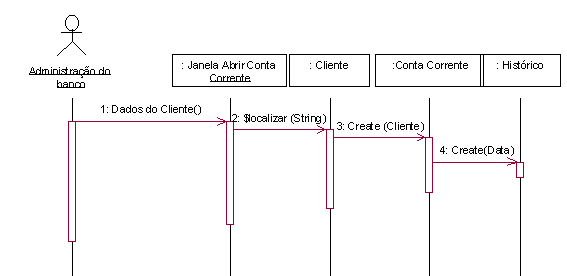 Administração do
banco
: Janela Abrir Conta
Corrente
: Cliente
:Conta Corrente
: Histórico
1: Dados do Cliente()
2: $localizar (String)
3: Create (Cliente)
4: Create(Data)